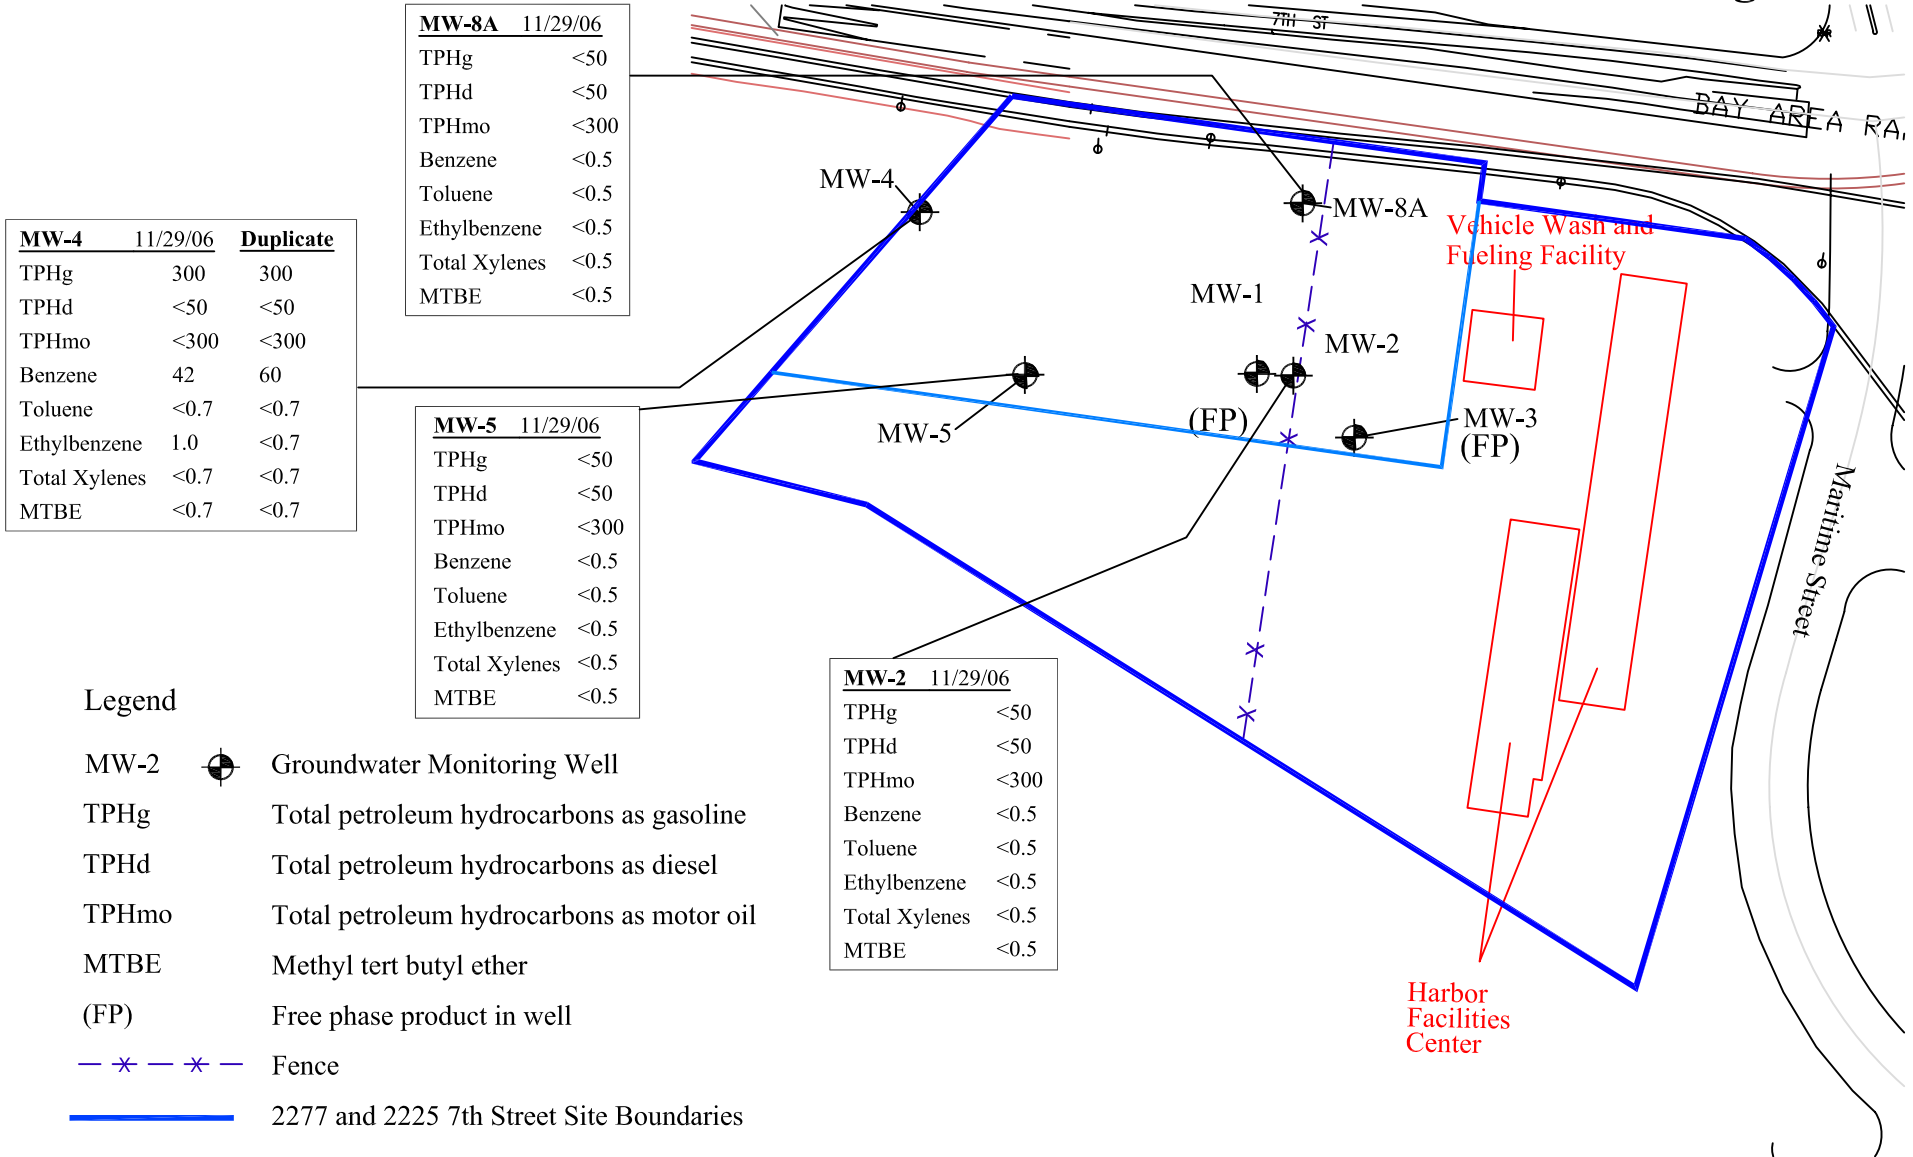 MW-8A 11/29/06
TPHg <50
TPHd <50
TPHmo <300
Benzene <0.5
Toluene <0.5
Ethylbenzene <0.5
Total Xylenes <0.5
MTBE <0.5
7TH ST
BAY AREA RA
MW-4
MW-8A
Vehicle Wash and
Fueling Facility
MW-4 11/29/06 Duplicate
TPHg 300 300
TPHd <50 <50
TPHmo <300 <300
Benzene 42 60
Toluene <0.7 <0.7
Ethylbenzene 1.0 <0.7
Total Xylenes <0.7 <0.7
MTBE <0.7 <0.7
MW-1
MW-2
(FP)
MW-3
(FP)
MW-5
MW-5 11/29/06
TPHg <50
TPHd <50
TPHmo <300
Benzene <0.5
Toluene <0.5
Ethylbenzene <0.5
Total Xylenes <0.5
MTBE <0.5
Maritime Street
MW-2 11/29/06
TPHg <50
TPHd <50
TPHmo <300
Benzene <0.5
Toluene <0.5
Ethylbenzene <0.5
Total Xylenes <0.5
MTBE <0.5
Harbor
Facilities
Center
Legend
MW-2 Groundwater Monitoring Well
TPHg Total petroleum hydrocarbons as gasoline
TPHd Total petroleum hydrocarbons as diesel
TPHmo Total petroleum hydrocarbons as motor oil
MTBE Methyl tert butyl ether
(FP) Free phase product in well
Fence
2277 and 2225 7th Street Site Boundaries